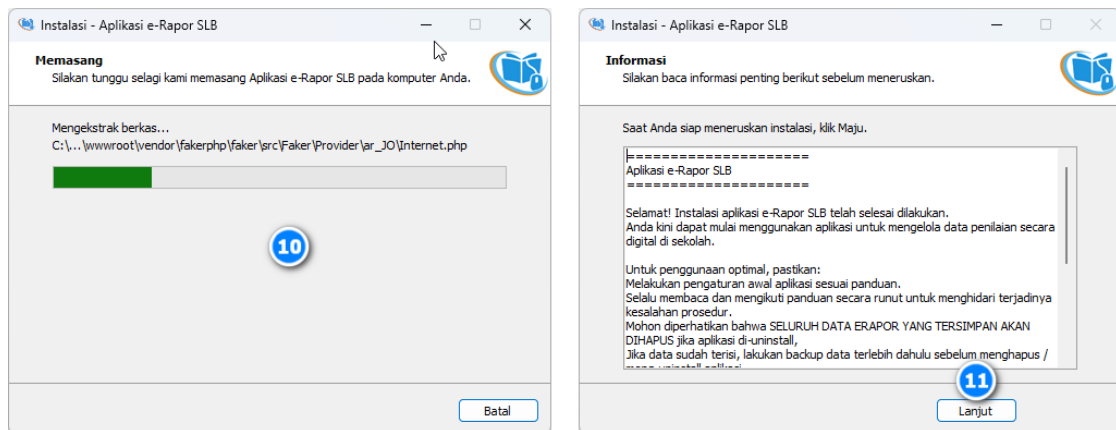 Instalasi - Aplikasi e-Rapor SLB
Memasang
Silakan tunggu selagi kami memasang Aplikasi e-Rapor SLB pada komputer Anda.
Mengekstrak berkas...
C:\...\wwwroot\vendor\fakerphp\faker\src\Faker\Provider\ar_JO\Internet.php
10
Batal
Instalasi - Aplikasi e-Rapor SLB
Informasi
Silakan baca informasi penting berikut sebelum meneruskan.
Saat Anda siap meneruskan instalasi, klik Maju.
=====================
Aplikasi e-Rapor SLB
=====================
Selamat! Instalasi aplikasi e-Rapor SLB telah selesai dilakukan.
Anda kini dapat mulai menggunakan aplikasi untuk mengelola data penilaian secara
digital di sekolah.
Untuk penggunaan optimal, pastikan:
Melakukan pengaturan awal aplikasi sesuai panduan.
Selalu membaca dan mengikuti panduan secara runut untuk menghidari terjadinya
kesalahan prosedur.
Mohon diperhatikan bahwa SELURUH DATA ERAPOR YANG TERSIMPAN AKAN
DIHAPUS jika aplikasi di-uninstall,
Jika data sudah terisi, lakukan backup data terlebih dahulu sebelum menghapus /
11
Lanjut